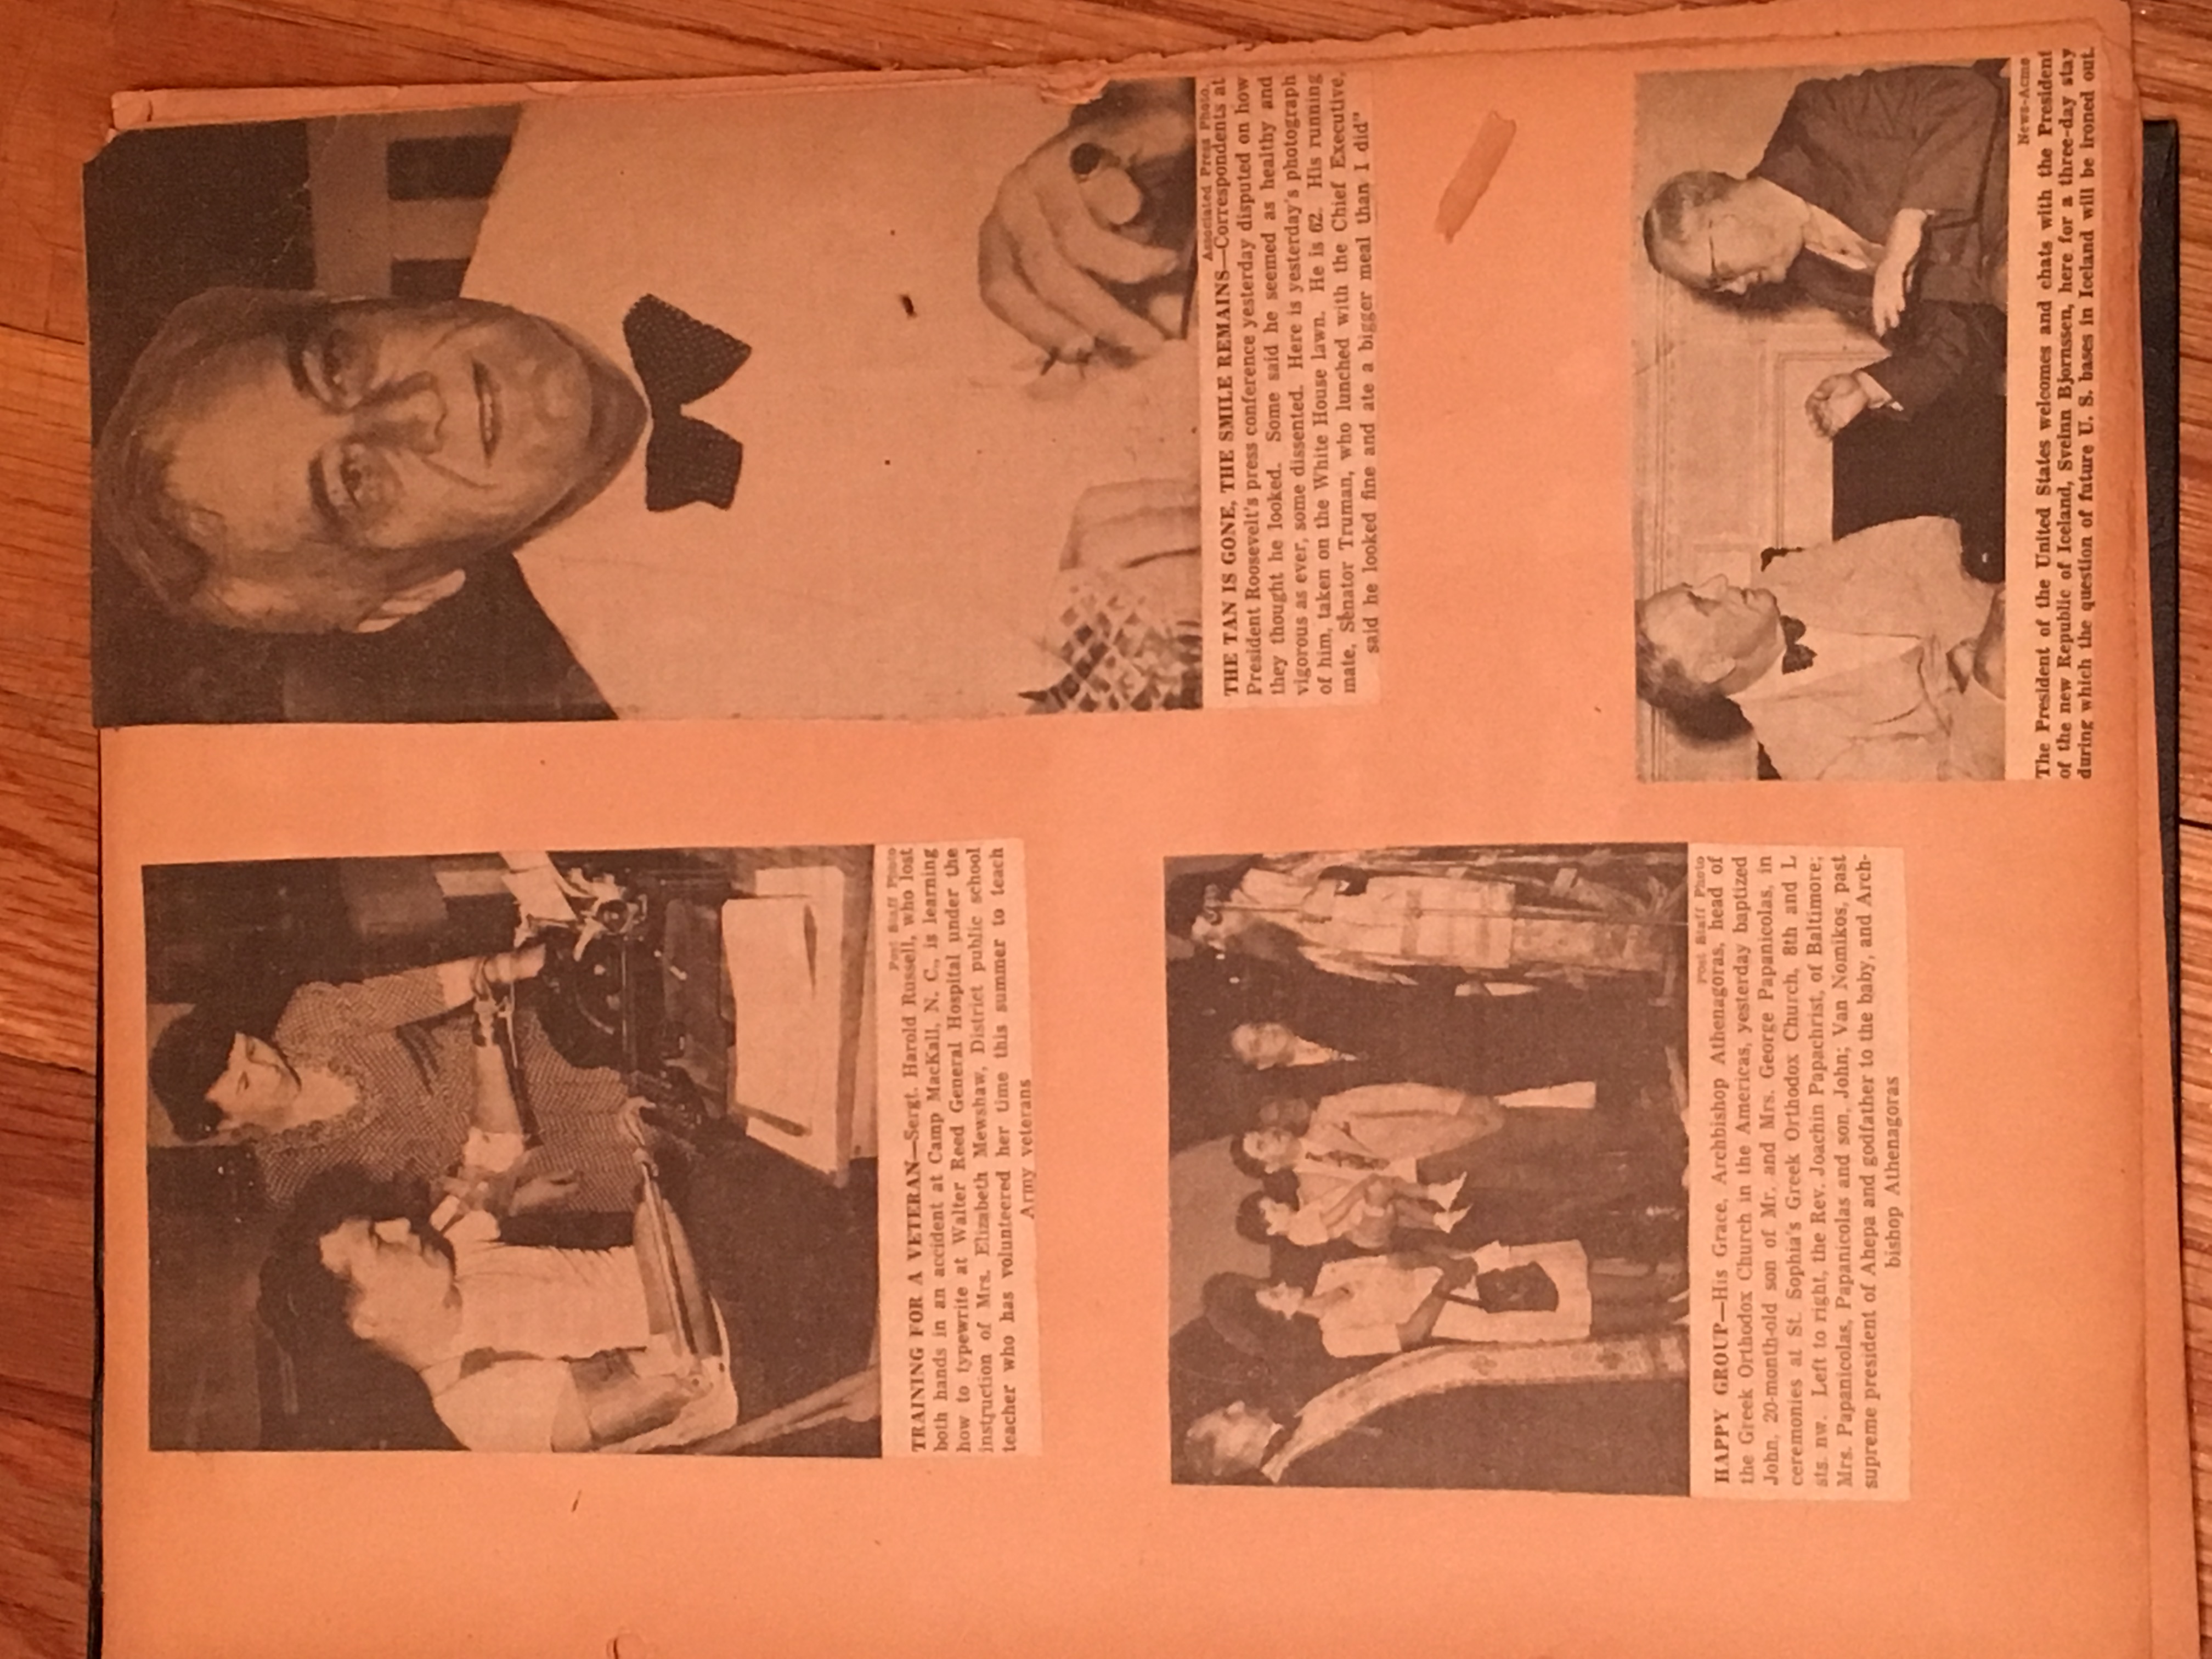 Post Staff Photo
TRAINING FOR A VETERAN—Sergt. Harold Russell, who lost
both hands in an accident at Camp MacKall, N. C., is learning
how to typewrite at Walter Reed General Hospital under the
instruction of Mrs. Elizabeth Mewshaw, District public school
teacher who has volunteered her time this summer to teach
Army veterans
Post Staff Photo
HAPPY GROUP—His Grace, Archbishop Athenagoras, head of
the Greek Orthodox Church in the Americas, yesterday baptized
John, 20-month-old son of Mr. and Mrs. George Papanicolas, in
ceremonies at St. Sophia's Greek Orthodox Church, 8th and L
sts. nw. Left to right, the Rev. Joachin Papachrist, of Baltimore;
Mrs. Papanicolas, Papanicolas and son, John; Van Nomikos, past
supreme president of Ahepa and godfather to the baby, and Arch-
bishop Athenagoras
Associated Press Photo.
THE TAN IS GONE, THE SMILE REMAINS—Correspondents at
President Roosevelt's press conference yesterday disputed on how
they thought he looked. Some said he seemed as healthy and
vigorous as ever, some dissented. Here is yesterday's photograph
of him, taken on the White House lawn. He is 62. His running
mate, Senator Truman, who lunched with the Chief Executive,
said he looked fine and ate a bigger meal than I did"
News-Acme
The President of the United States welcomes and chats with the President
of the new Republic of Iceland, Sveinn Bjornssen, here for a three-day stay
during which the question of future U. S. bases in Iceland will be ironed out.